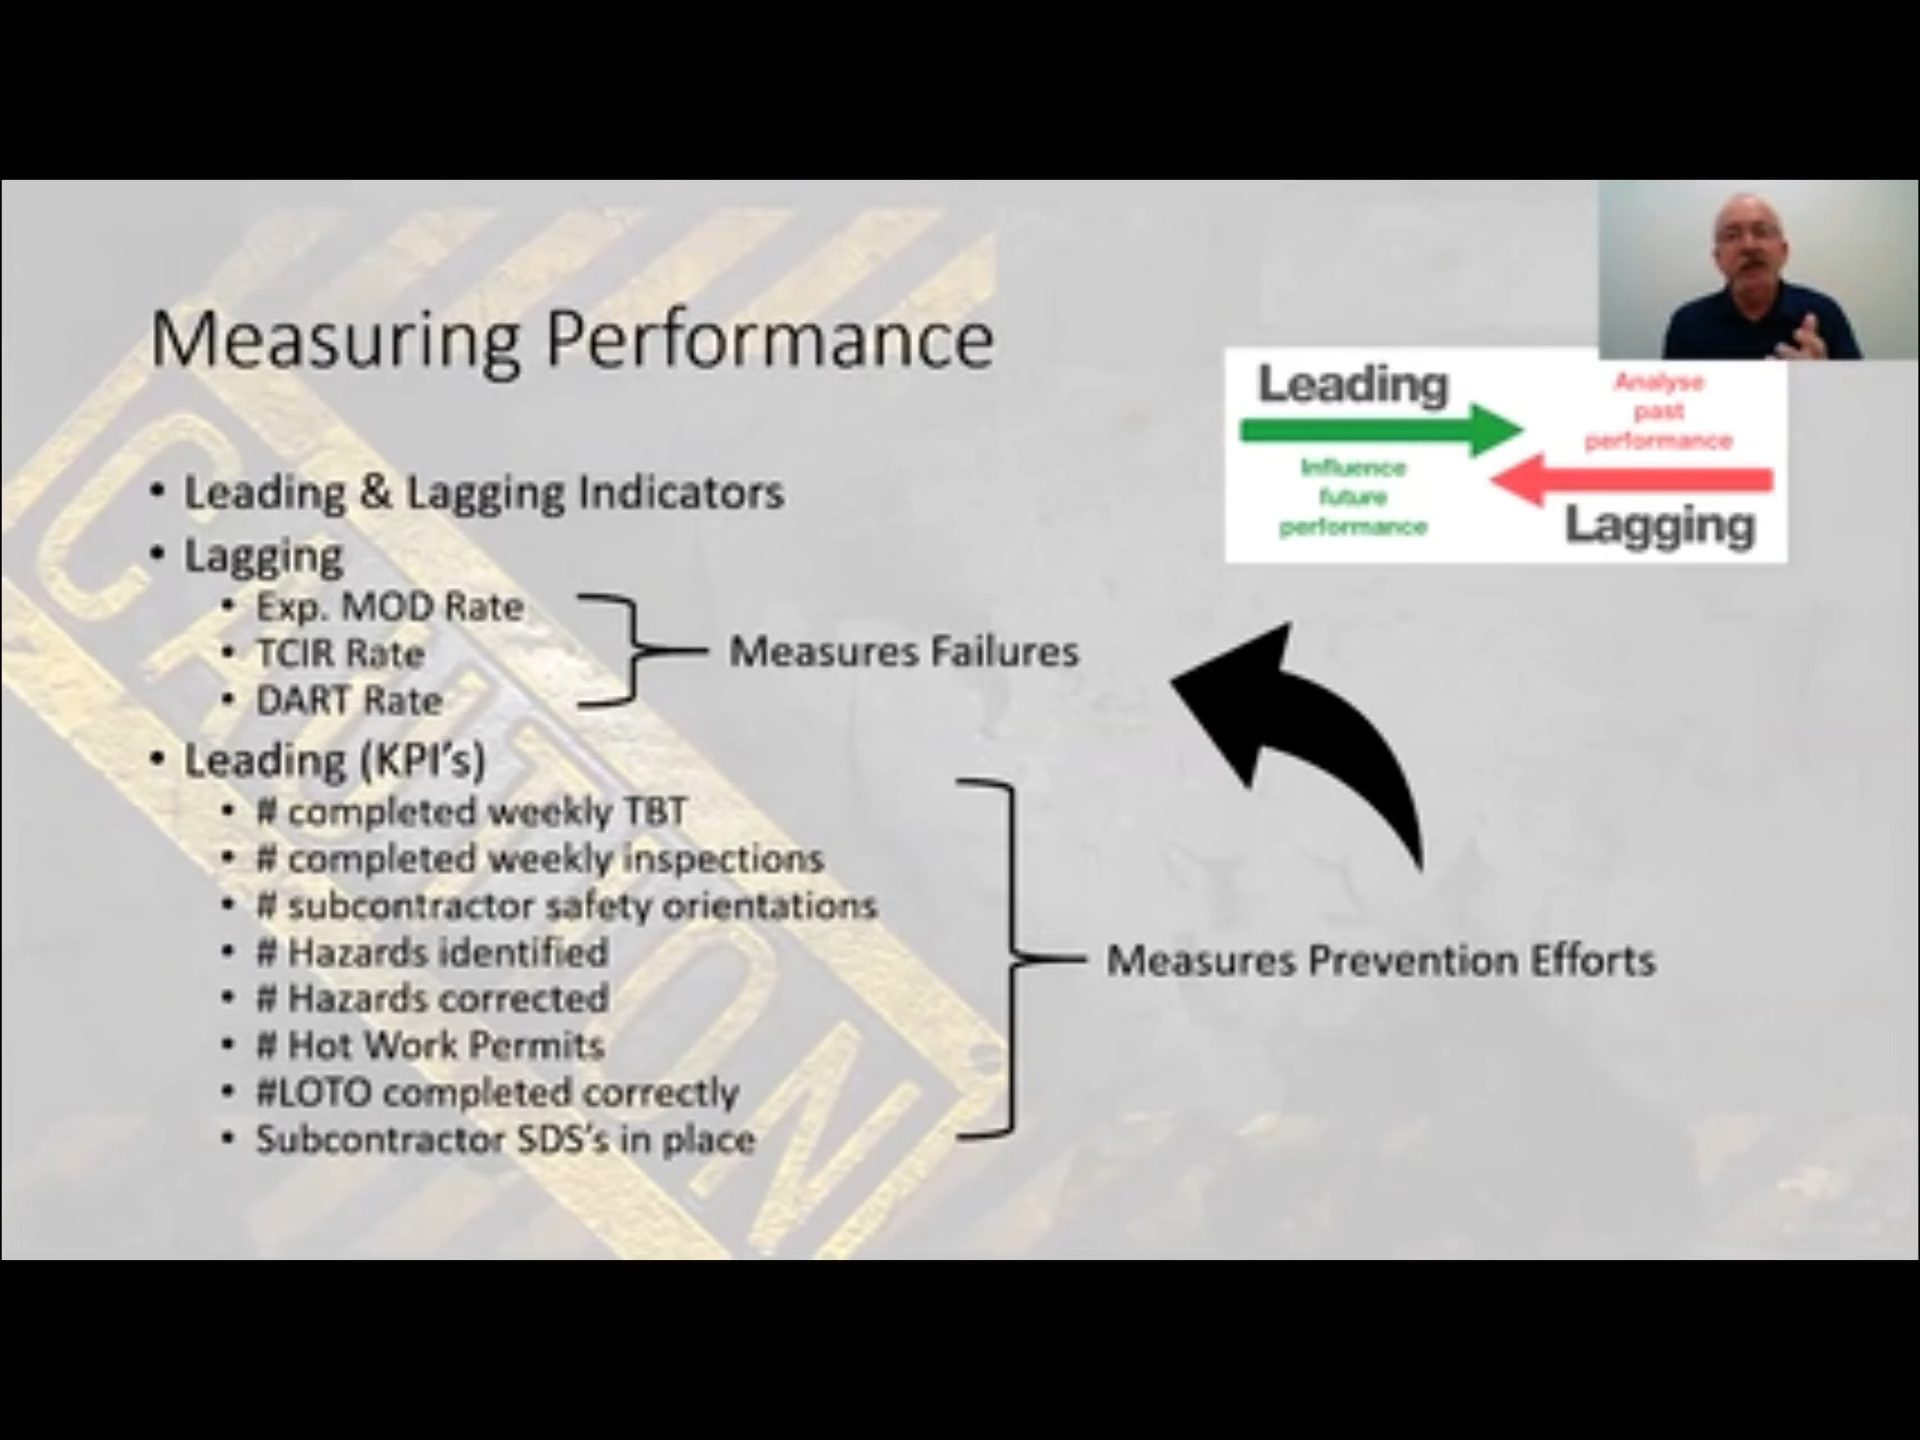 Measuring Performance
Leading
Influence
future
performance
Analyse
past
performance
Lagging
• Leading & Lagging Indicators
• Lagging
• Exp. MOD Rate
• TCIR Rate
• DART Rate
Measures Failures
• Leading (KPI's)
• # completed weekly TBT
• # completed weekly inspections
• # subcontractor safety orientations
• # Hazards identified
• # Hazards corrected
• # Hot Work Permits
• #LOTO completed correctly
• Subcontractor SDS's in place
Measures Prevention Efforts
CAUTION